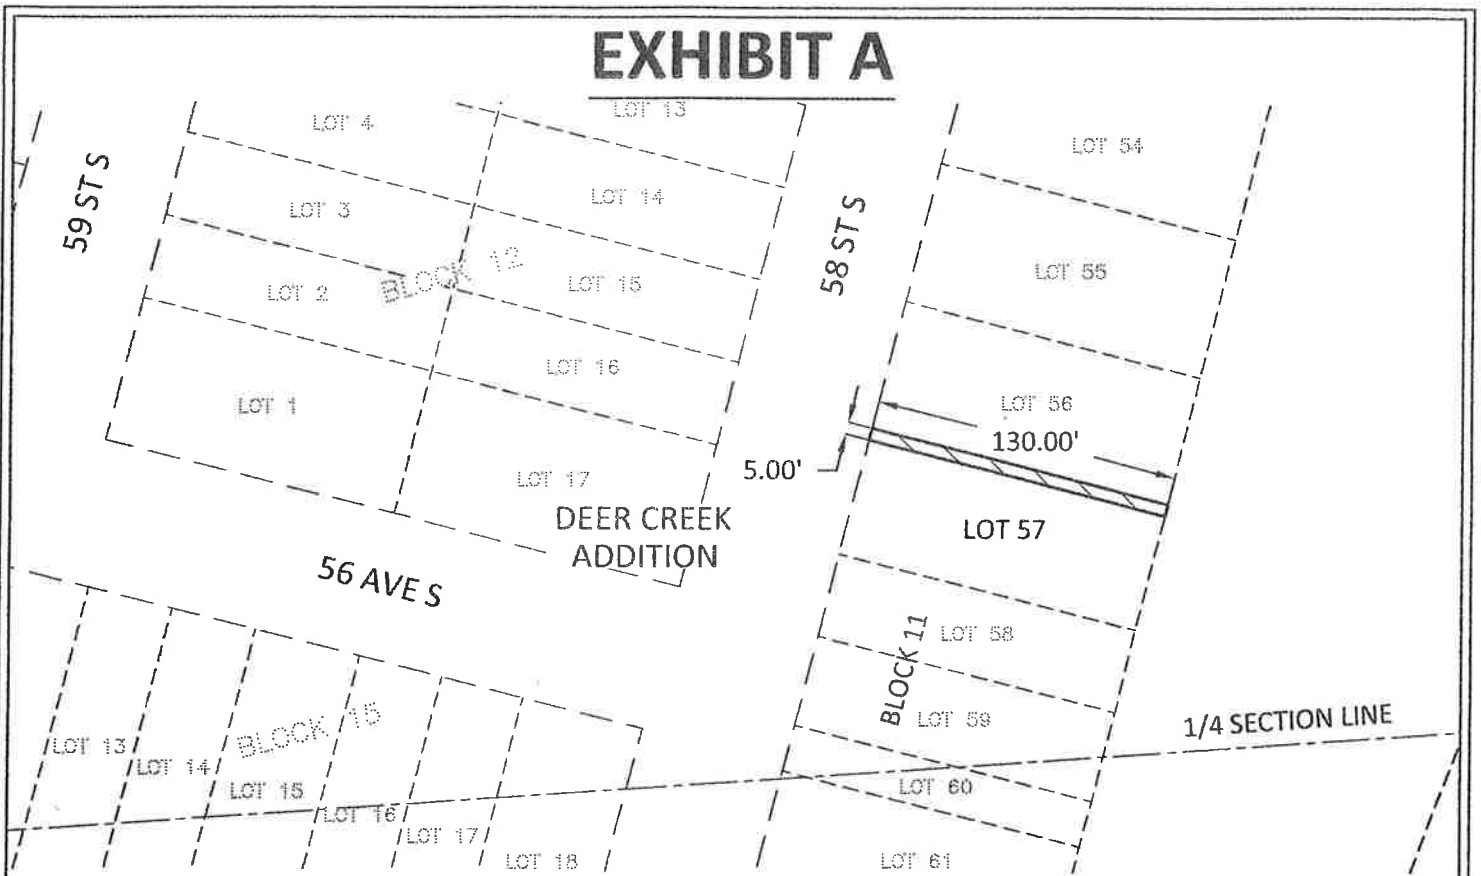 EXHIBIT A
LOT 4
LOT 13
LOT 54
59 ST S
LOT 3
LOT 14
58 ST S
LOT 55
BLOCK 12
LOT 2
LOT 15
LOT 16
LOT 1
LOT 56
130.00'
5.00'
LOT 17
DEER CREEK
ADDITION
LOT 57
56 AVE S
BLOCK 11
LOT 58
LOT 59
1/4 SECTION LINE
BLOCK 15
LOT 13
LOT 14
LOT 15
LOT 16
LOT 17
LOT 18
LOT 60
LOT 61